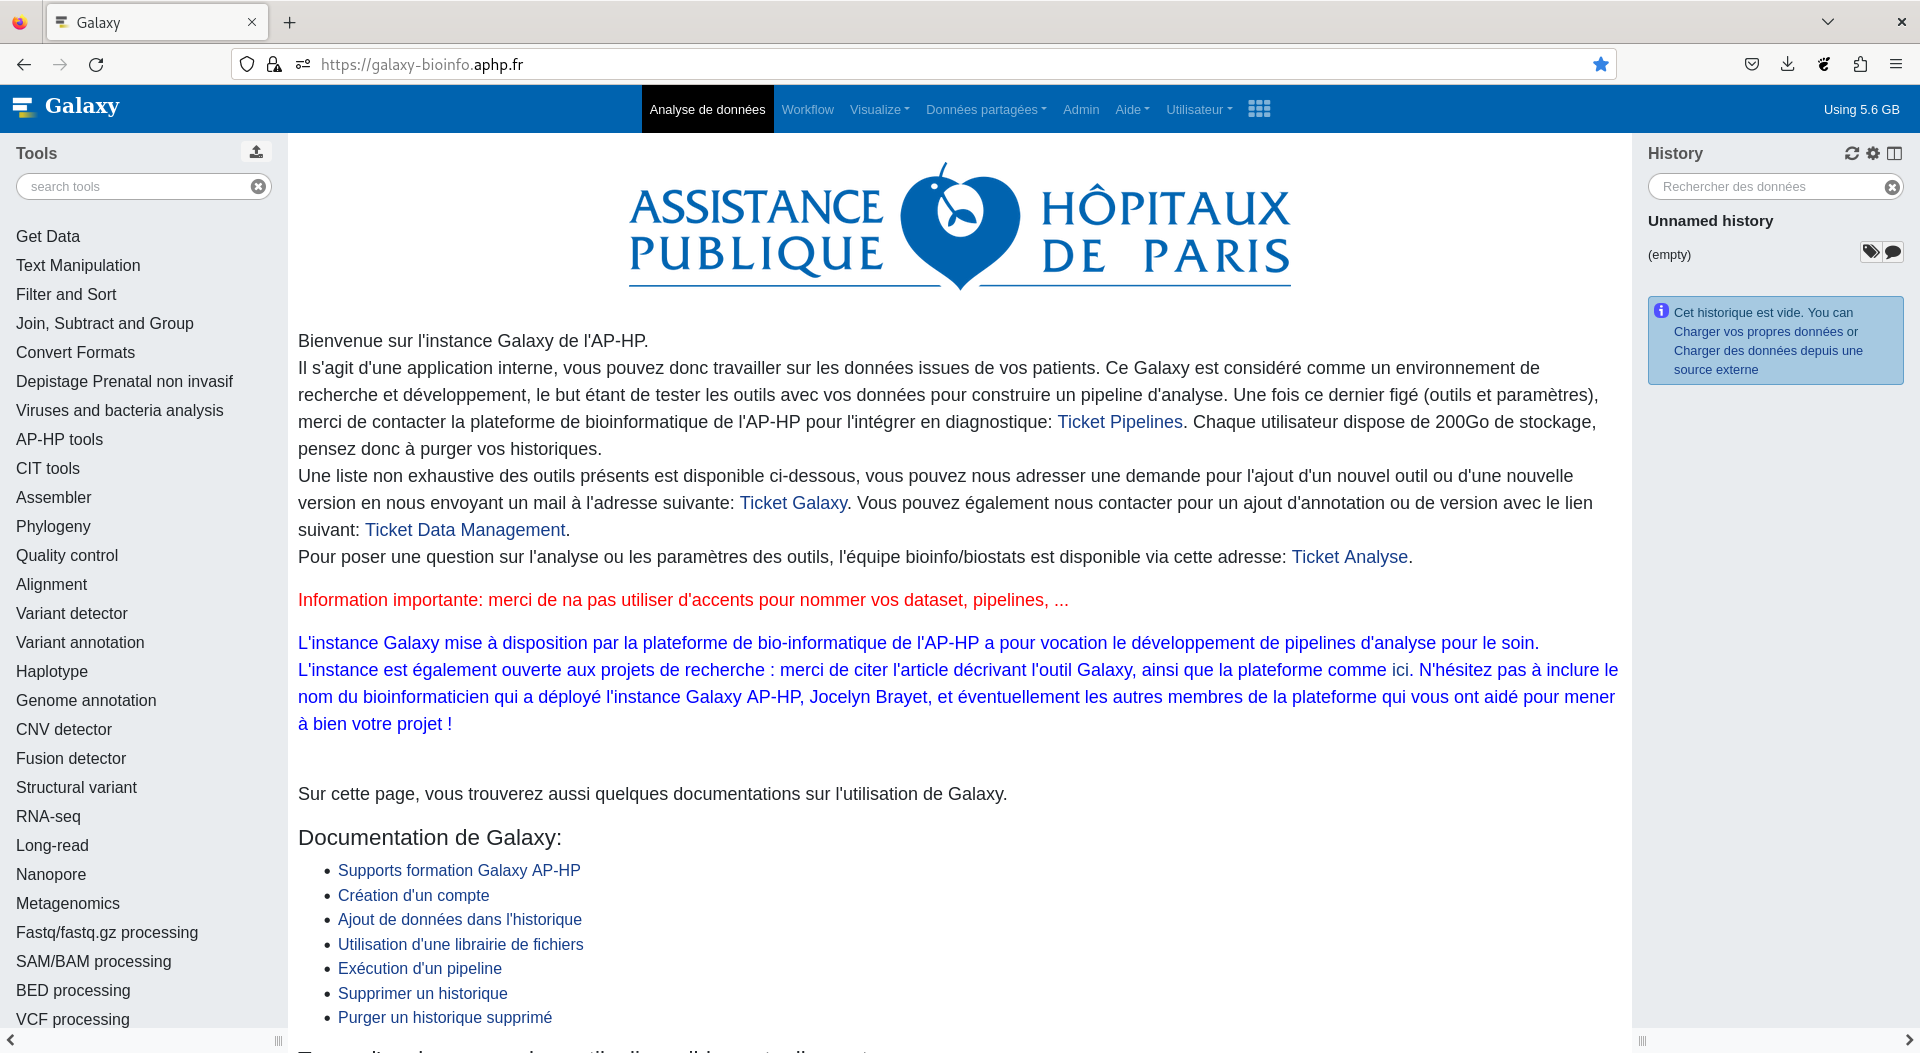 Galaxy
https://galaxy-bioinfo.aphp.fr
Galaxy
Analyse de données
Workflow
Visualize
Données partagées
Admin
Aide
Utilisateur
Using 5.6 GB
Tools
search tools
Get Data
Text Manipulation
Filter and Sort
Join, Subtract and Group
Convert Formats
Depistage Prenatal non invasif
Viruses and bacteria analysis
AP-HP tools
CIT tools
Assembler
Phylogeny
Quality control
Alignment
Variant detector
Variant annotation
Haplotype
Genome annotation
CNV detector
Fusion detector
Structural variant
RNA-seq
Long-read
Nanopore
Metagenomics
Fastq/fastq.gz processing
SAM/BAM processing
BED processing
VCF processing
ASSISTANCE HÔPITAUX
PUBLIQUE DE PARIS
Bienvenue sur l'instance Galaxy de l'AP-HP.
Il s'agit d'une application interne, vous pouvez donc travailler sur les données issues de vos patients. Ce Galaxy est considéré comme un environnement de
recherche et développement, le but étant de tester les outils avec vos données pour construire un pipeline d'analyse. Une fois ce dernier figé (outils et paramètres),
merci de contacter la plateforme de bioinformatique de l'AP-HP pour l'intégrer en diagnostique: Ticket Pipelines. Chaque utilisateur dispose de 200Go de stockage,
pensez donc à purger vos historiques.
Une liste non exhaustive des outils présents est disponible ci-dessous, vous pouvez nous adresser une demande pour l'ajout d'un nouvel outil ou d'une nouvelle
version en nous envoyant un mail à l'adresse suivante: Ticket Galaxy. Vous pouvez également nous contacter pour un ajout d'annotation ou de version avec le lien
suivant: Ticket Data Management.
Pour poser une question sur l'analyse ou les paramètres des outils, l'équipe bioinfo/biostats est disponible via cette adresse: Ticket Analyse.
Information importante: merci de na pas utiliser d'accents pour nommer vos dataset, pipelines, ...
L'instance Galaxy mise à disposition par la plateforme de bio-informatique de l'AP-HP a pour vocation le développement de pipelines d'analyse pour le soin.
L'instance est également ouverte aux projets de recherche : merci de citer l'article décrivant l'outil Galaxy, ainsi que la plateforme comme ici. N'hésitez pas à inclure le
nom du bioinformaticien qui a déployé l'instance Galaxy AP-HP, Jocelyn Brayet, et éventuellement les autres membres de la plateforme qui vous ont aidé pour mener
à bien votre projet !
Sur cette page, vous trouverez aussi quelques documentations sur l'utilisation de Galaxy.
Documentation de Galaxy:
• Supports formation Galaxy AP-HP
• Création d'un compte
• Ajout de données dans l'historique
• Utilisation d'une librairie de fichiers
• Exécution d'un pipeline
• Supprimer un historique
• Purger un historique supprimé
History
Rechercher des données
Unnamed history
(empty)
Cet historique est vide. You can
Charger vos propres données or
Charger des données depuis une
source externe